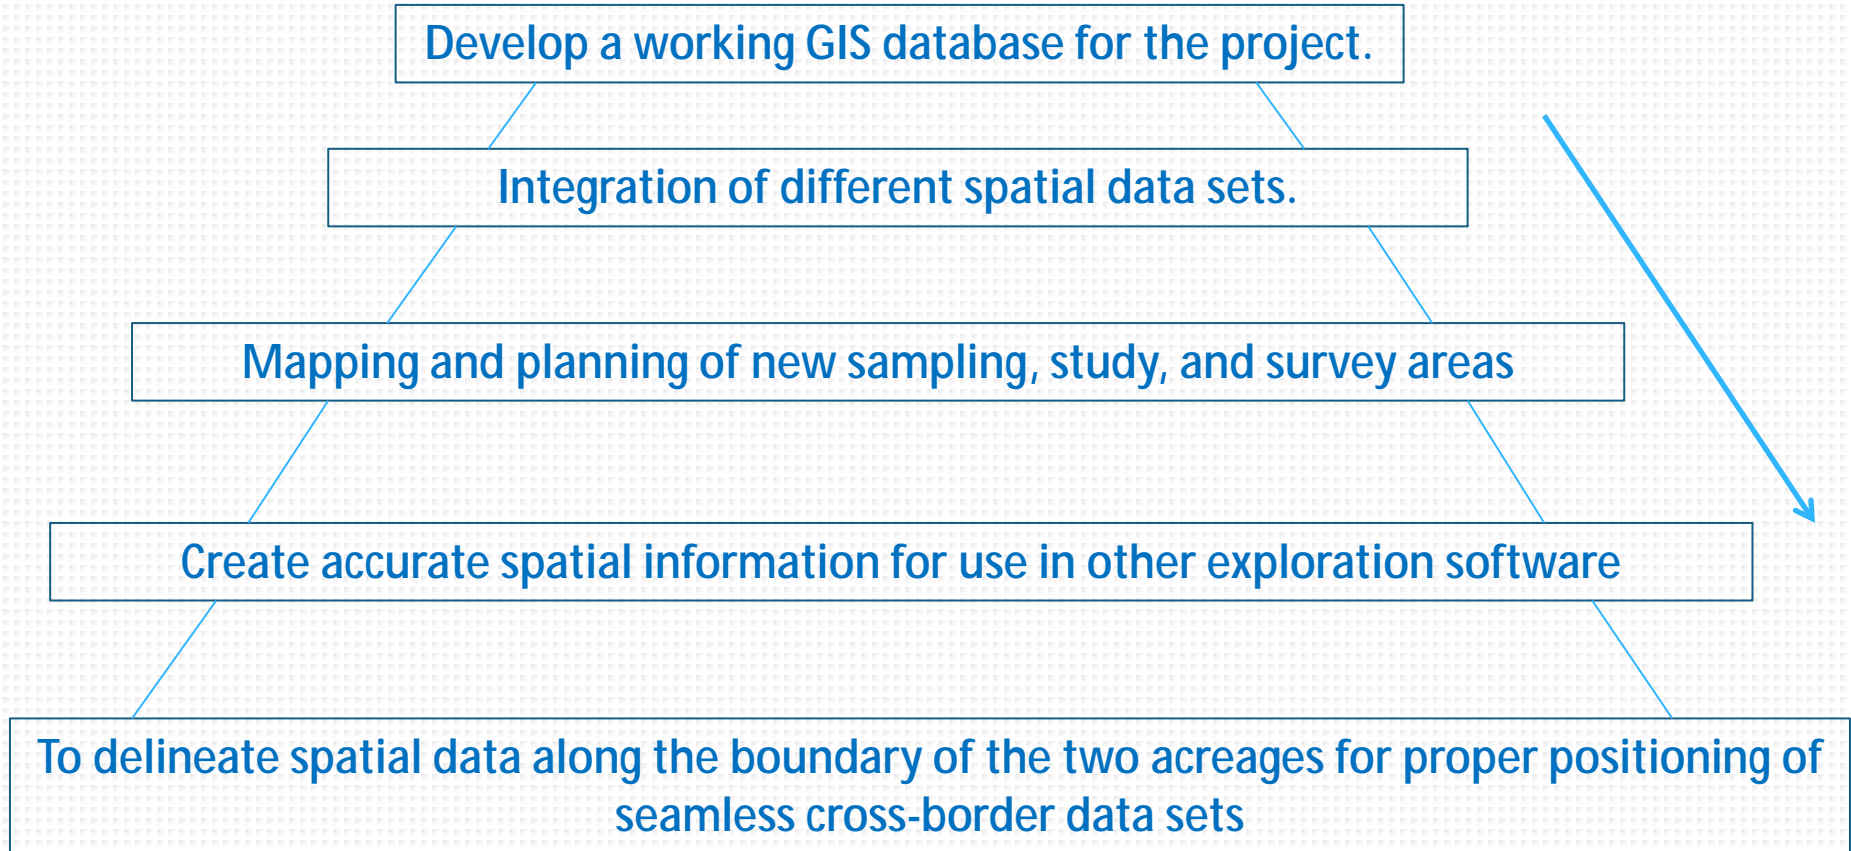 Develop a working GIS database for the project.
Integration of different spatial data sets.
Mapping and planning of new sampling, study, and survey areas
Create accurate spatial information for use in other exploration software
To delineate spatial data along the boundary of the two acreages for proper positioning of
seamless cross-border data sets